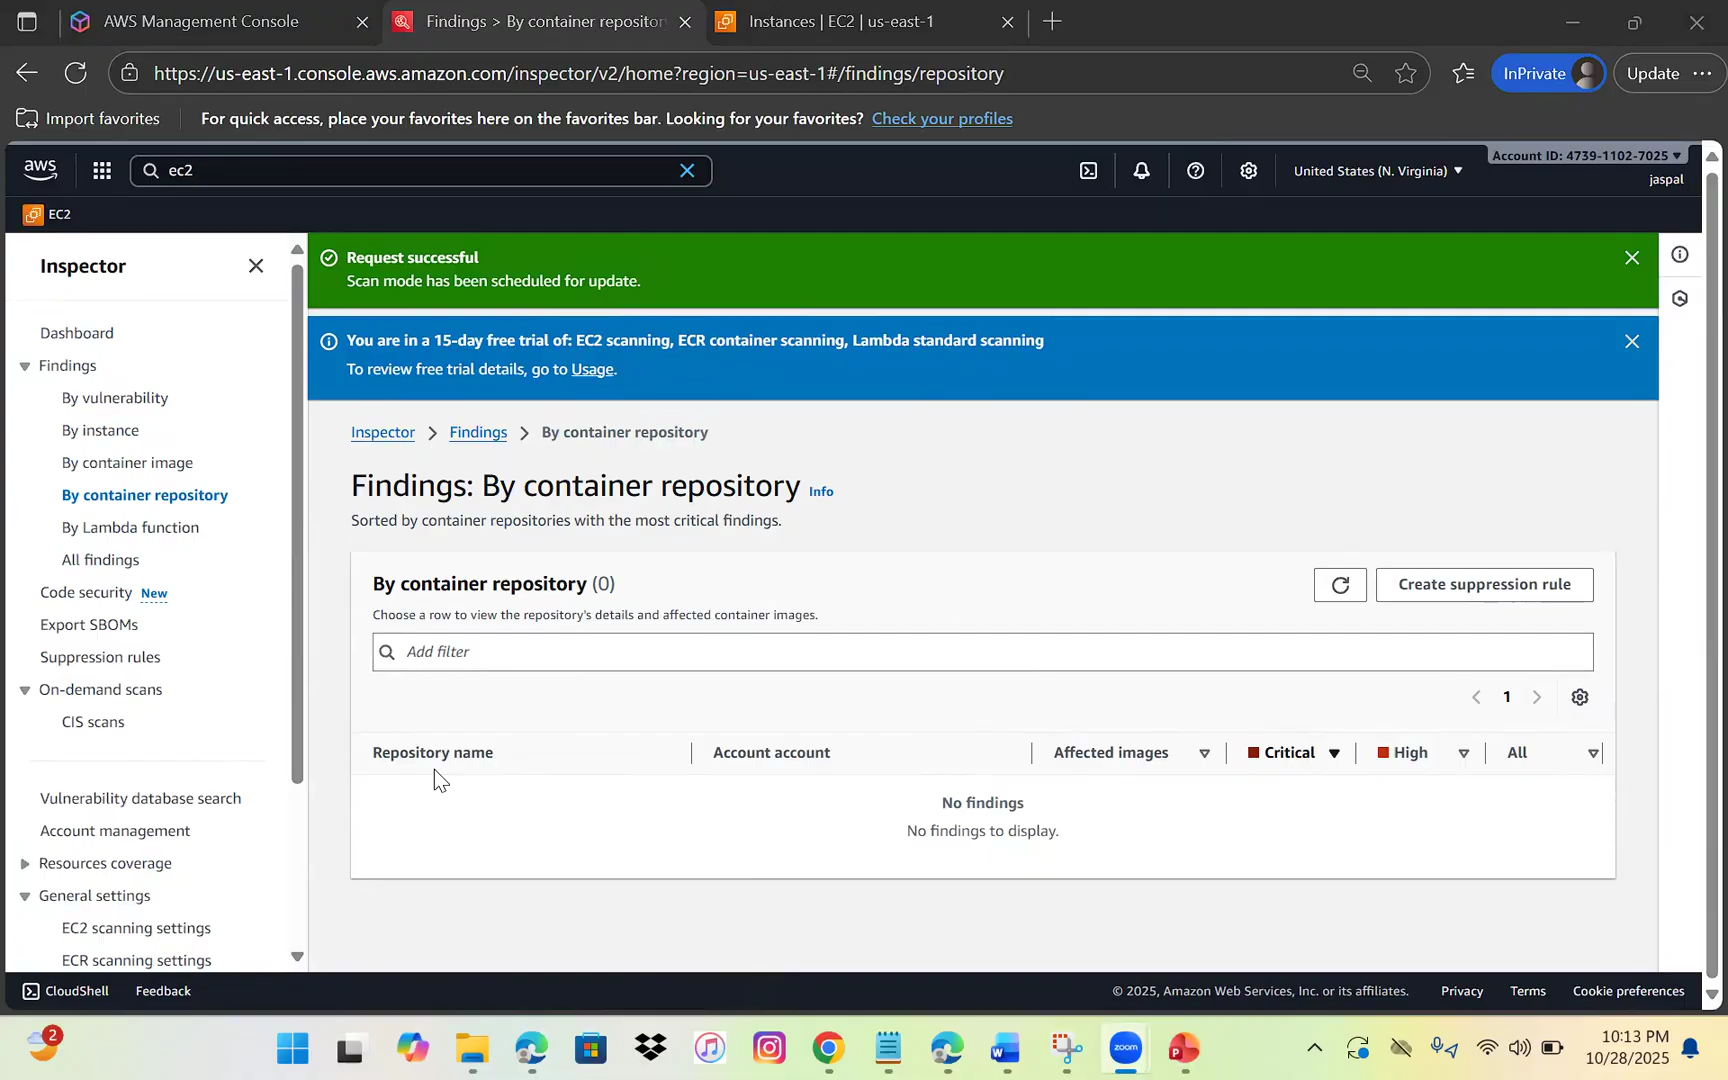 AWS Management Console
Findings > By container repositor
Instances | EC2 | us-east-1
https://us-east-1.console.aws.amazon.com/inspector/v2/home?region=us-east-1#/findings/repository
InPrivate
Update
Import favorites
For quick access, place your favorites here on the favorites bar. Looking for your favorites? Check your profiles
aws
ec2
United States (N. Virginia)
Account ID: 4739-1102-7025
jaspal
EC2
Inspector
Dashboard
Findings
By vulnerability
By instance
By container image
By container repository
By Lambda function
All findings
Code security New
Export SBOMs
Suppression rules
On-demand scans
CIS scans
Vulnerability database search
Account management
Resources coverage
General settings
EC2 scanning settings
ECR scanning settings
Request successful
Scan mode has been scheduled for update.
You are in a 15-day free trial of: EC2 scanning, ECR container scanning, Lambda standard scanning
To review free trial details, go to Usage.
Inspector > Findings > By container repository
Findings: By container repository Info
Sorted by container repositories with the most critical findings.
By container repository (0)
Create suppression rule
Choose a row to view the repository's details and affected container images.
Add filter
1
Repository name
Account account
Affected images
Critical
High
All
No findings
No findings to display.
CloudShell
Feedback
© 2025, Amazon Web Services, Inc. or its affiliates.
Privacy
Terms
Cookie preferences
2
zoom
10:13 PM
10/28/2025